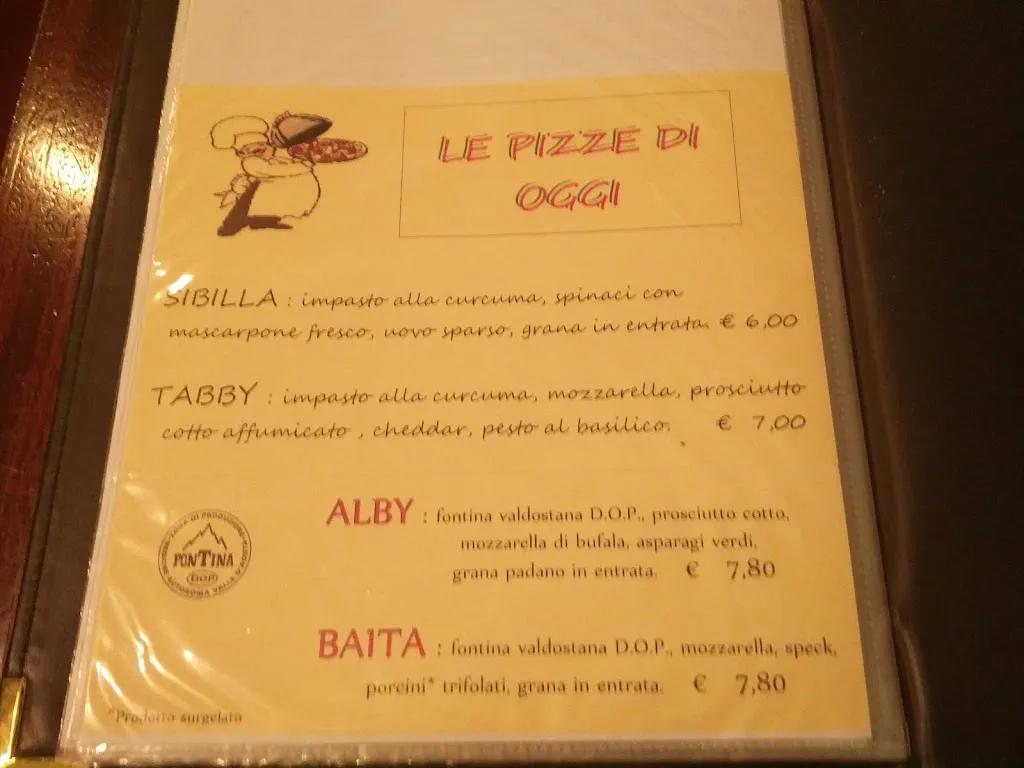 LE PIZZE DI
OGGI
SIBILLA : impasto alla curcuma, spinaci con
mascarpone fresco, uovo sparso, grana in entrata. € 6,00
TABBY : impasto alla curcuma, mozzarella, prosciutto
cotto affumicato , cheddar, pesto al basilico. € 7,00
ALBY : fontina valdostana D.O.P., prosciutto cotto,
mozzarella di bufala, asparagi verdi,
grana padano in entrata. € 7,80
FONTINA
DOP
BAITA : fontina valdostana D.O.P., mozzarella, speck,
porcini* trifolati, grana in entrata. € 7,80
*Prodotto surgelato